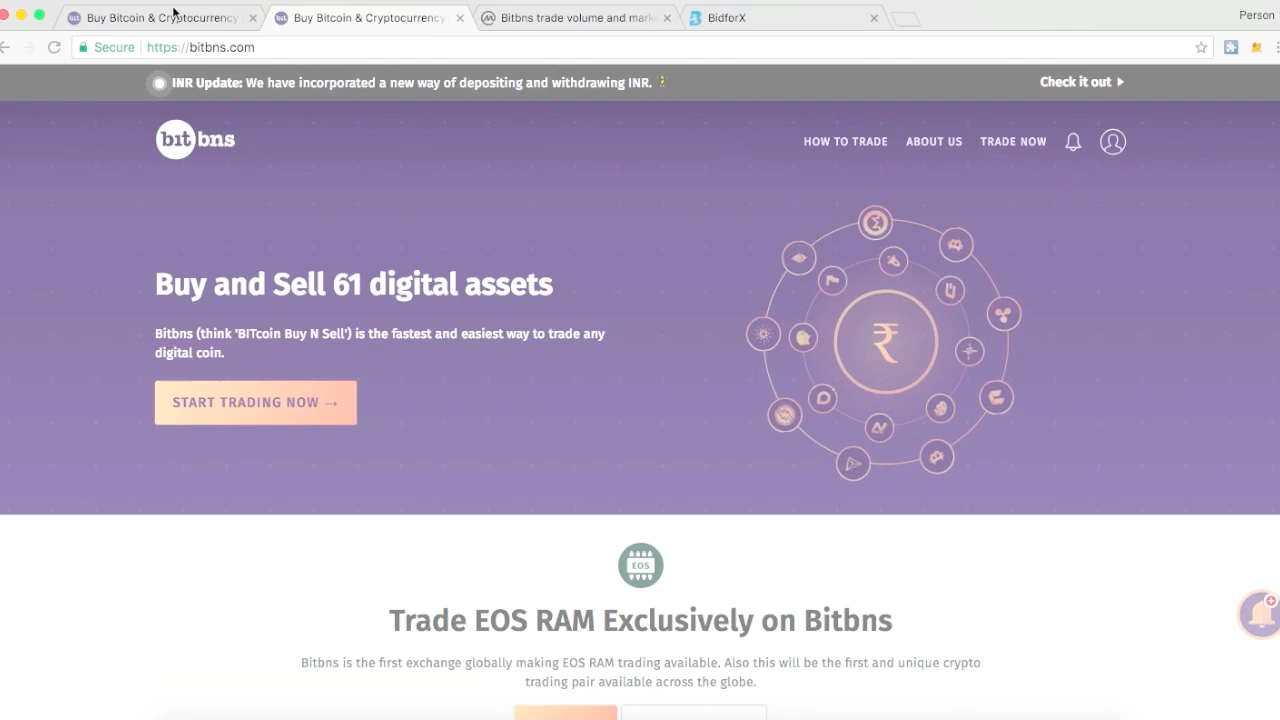 Buy Bitcoin & Cryptocurrency
Buy Bitcoin & Cryptocurrency
Bitbns trade volume and mark
BidforX
Person
Secure
https://bitbns.com
INR Update: We have incorporated a new way of depositing and withdrawing INR.
Check it out
bitbns
HOW TO TRADE
ABOUT US
TRADE NOW
Buy and Sell 61 digital assets
Bitbns (think 'BITcoin Buy N Sell') is the fastest and easiest way to trade any
digital coin.
START TRADING NOW →
₹
EOS
Trade EOS RAM Exclusively on Bitbns
Bitbns is the first exchange globally making EOS RAM trading available. Also this will be the first and unique crypto
trading pair available across the globe.